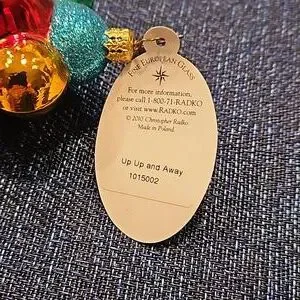 FINE EUROPEAN GLASS
For more information,
please call 1-800-71-RADKO
or visit www.RADKO.com
© 2010 Christopher Radko
Made in Poland
Up Up and Away
1015002